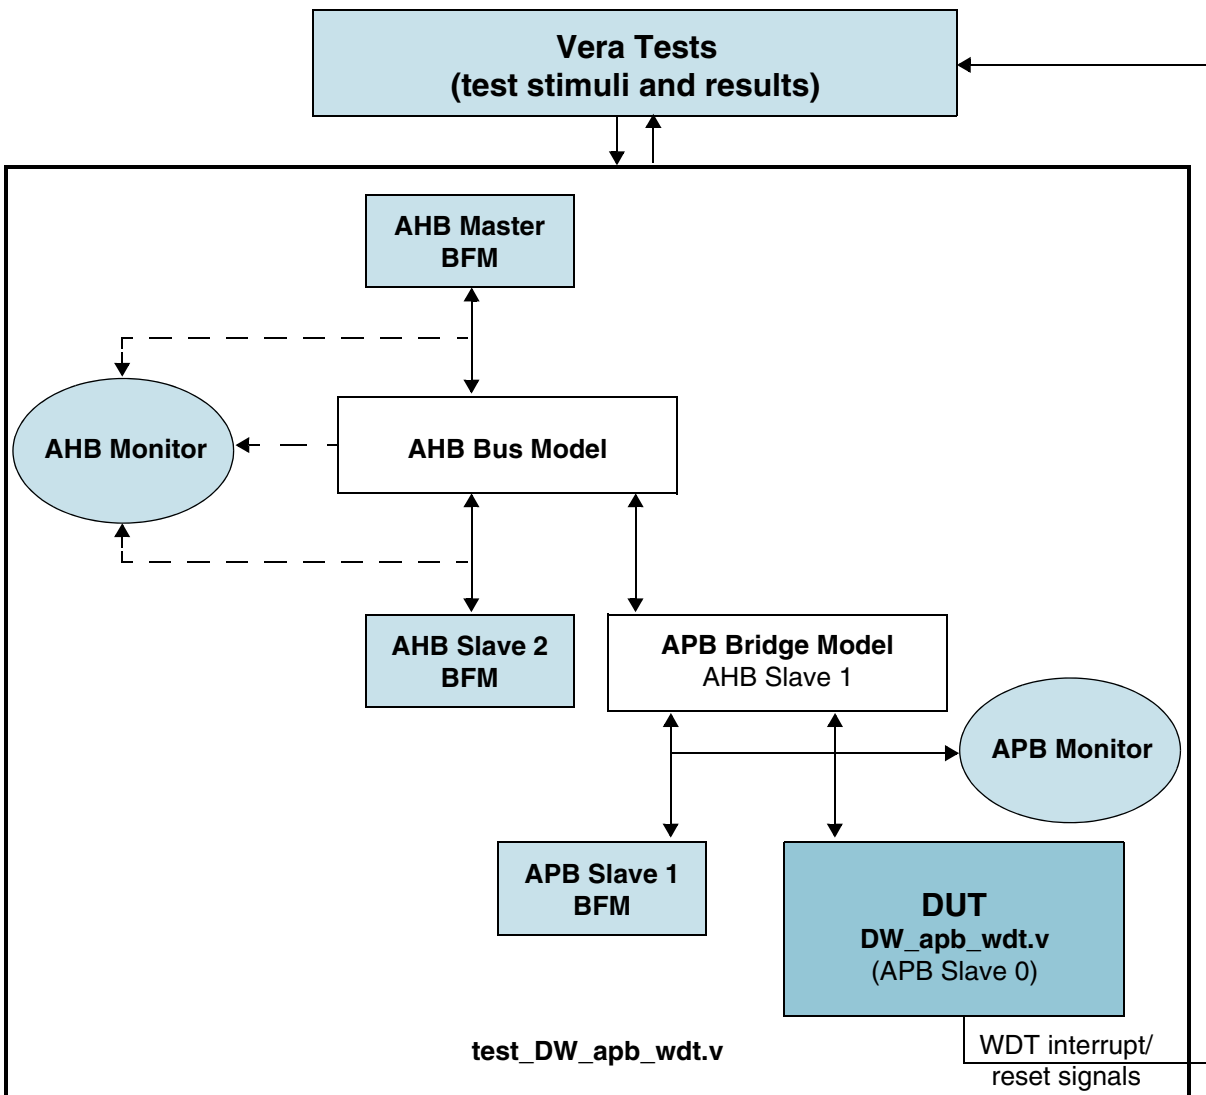 Vera Tests
(test stimuli and results)
AHB Master
BFM
AHB Monitor
AHB Bus Model
AHB Slave 2
BFM
APB Bridge Model
AHB Slave 1
APB Monitor
APB Slave 1
BFM
DUT
DW_apb_wdt.v
(APB Slave 0)
test_DW_apb_wdt.v
WDT interrupt/
reset signals